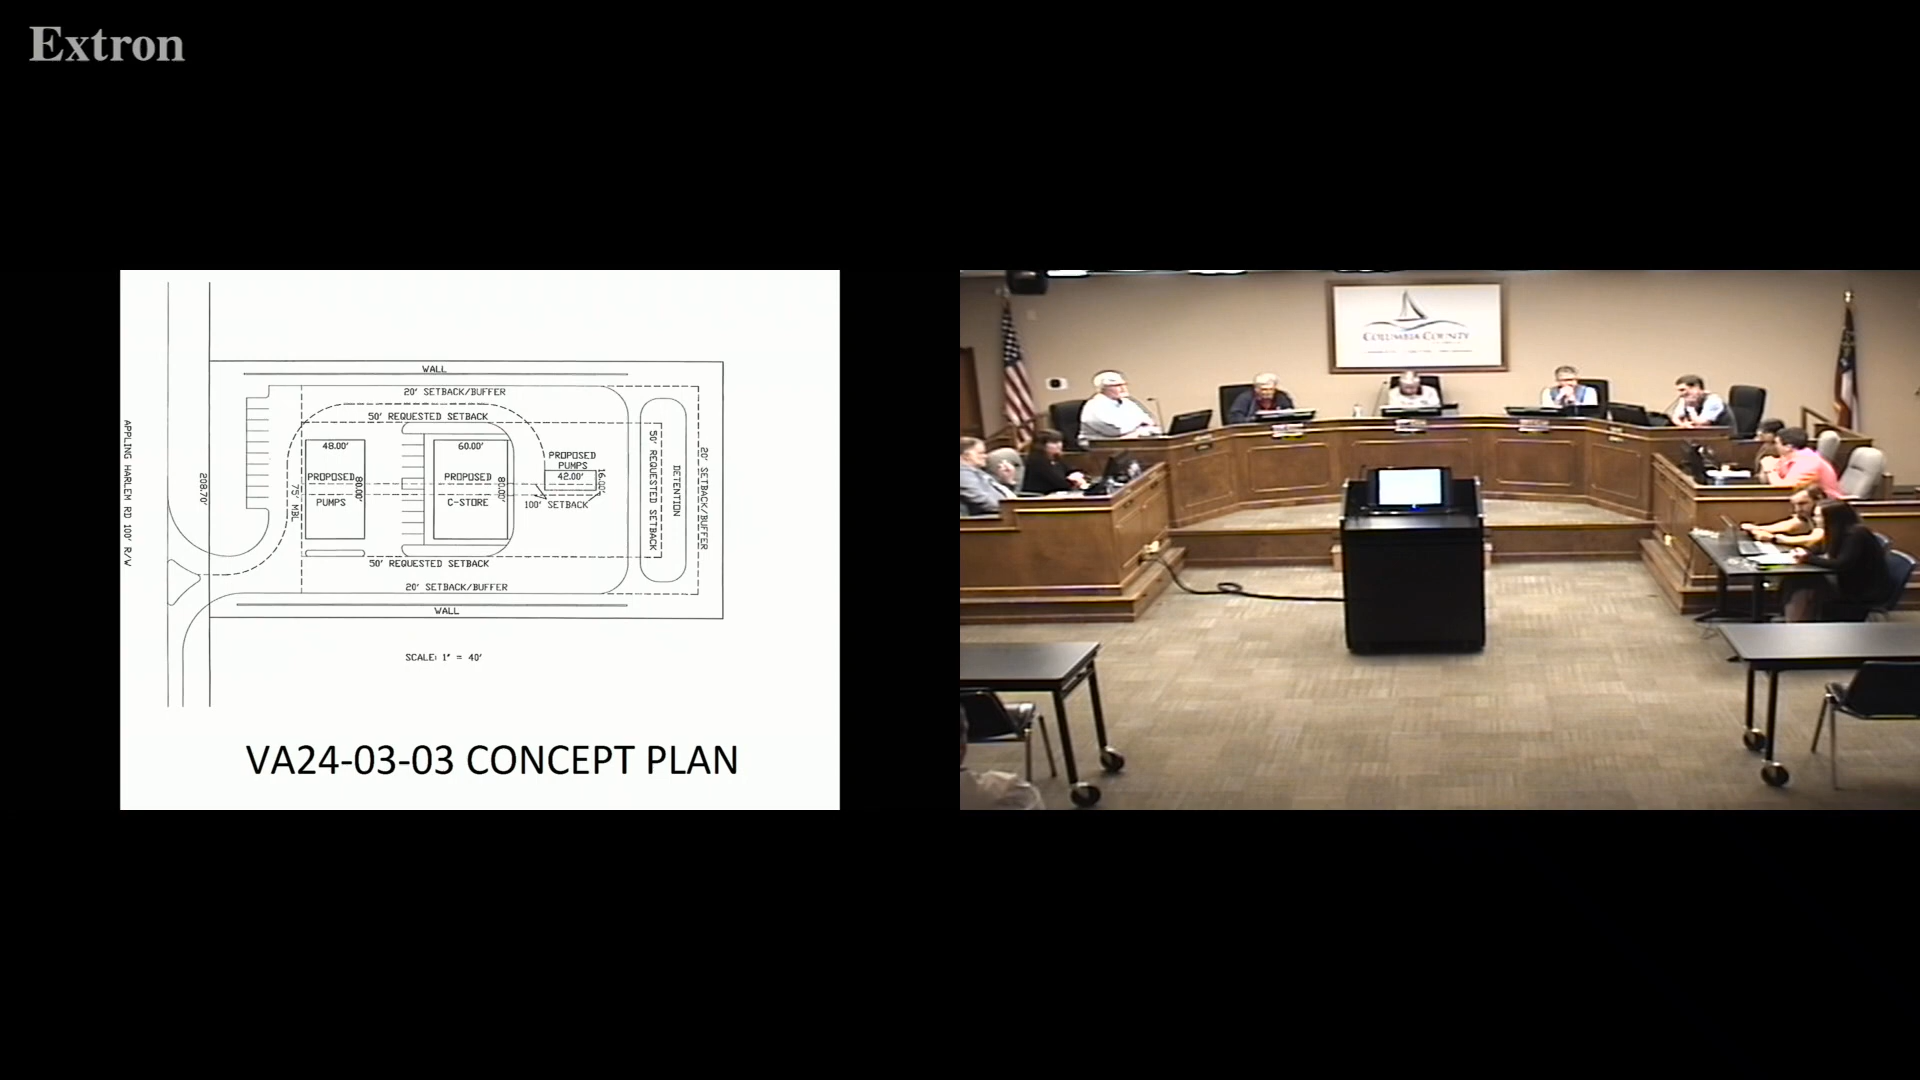 Extron
WALL
20' SETBACK/BUFFER
50' REQUESTED SETBACK
48.00'
60.00'
PROPOSED
PUMPS
80.00'
PROPOSED
C-STORE
80.00'
PROPOSED
PUMPS
42.00'
16.00'
100' SETBACK
75' MBL
208.70'
APPLING HARLEM RD 100' R/W
50' REQUESTED SETBACK
DETENTION
20' SETBACK/BUFFER
50' REQUESTED SETBACK
20' SETBACK/BUFFER
WALL
SCALE: 1" = 40'
VA24-03-03 CONCEPT PLAN
COLUMBIA COUNTY